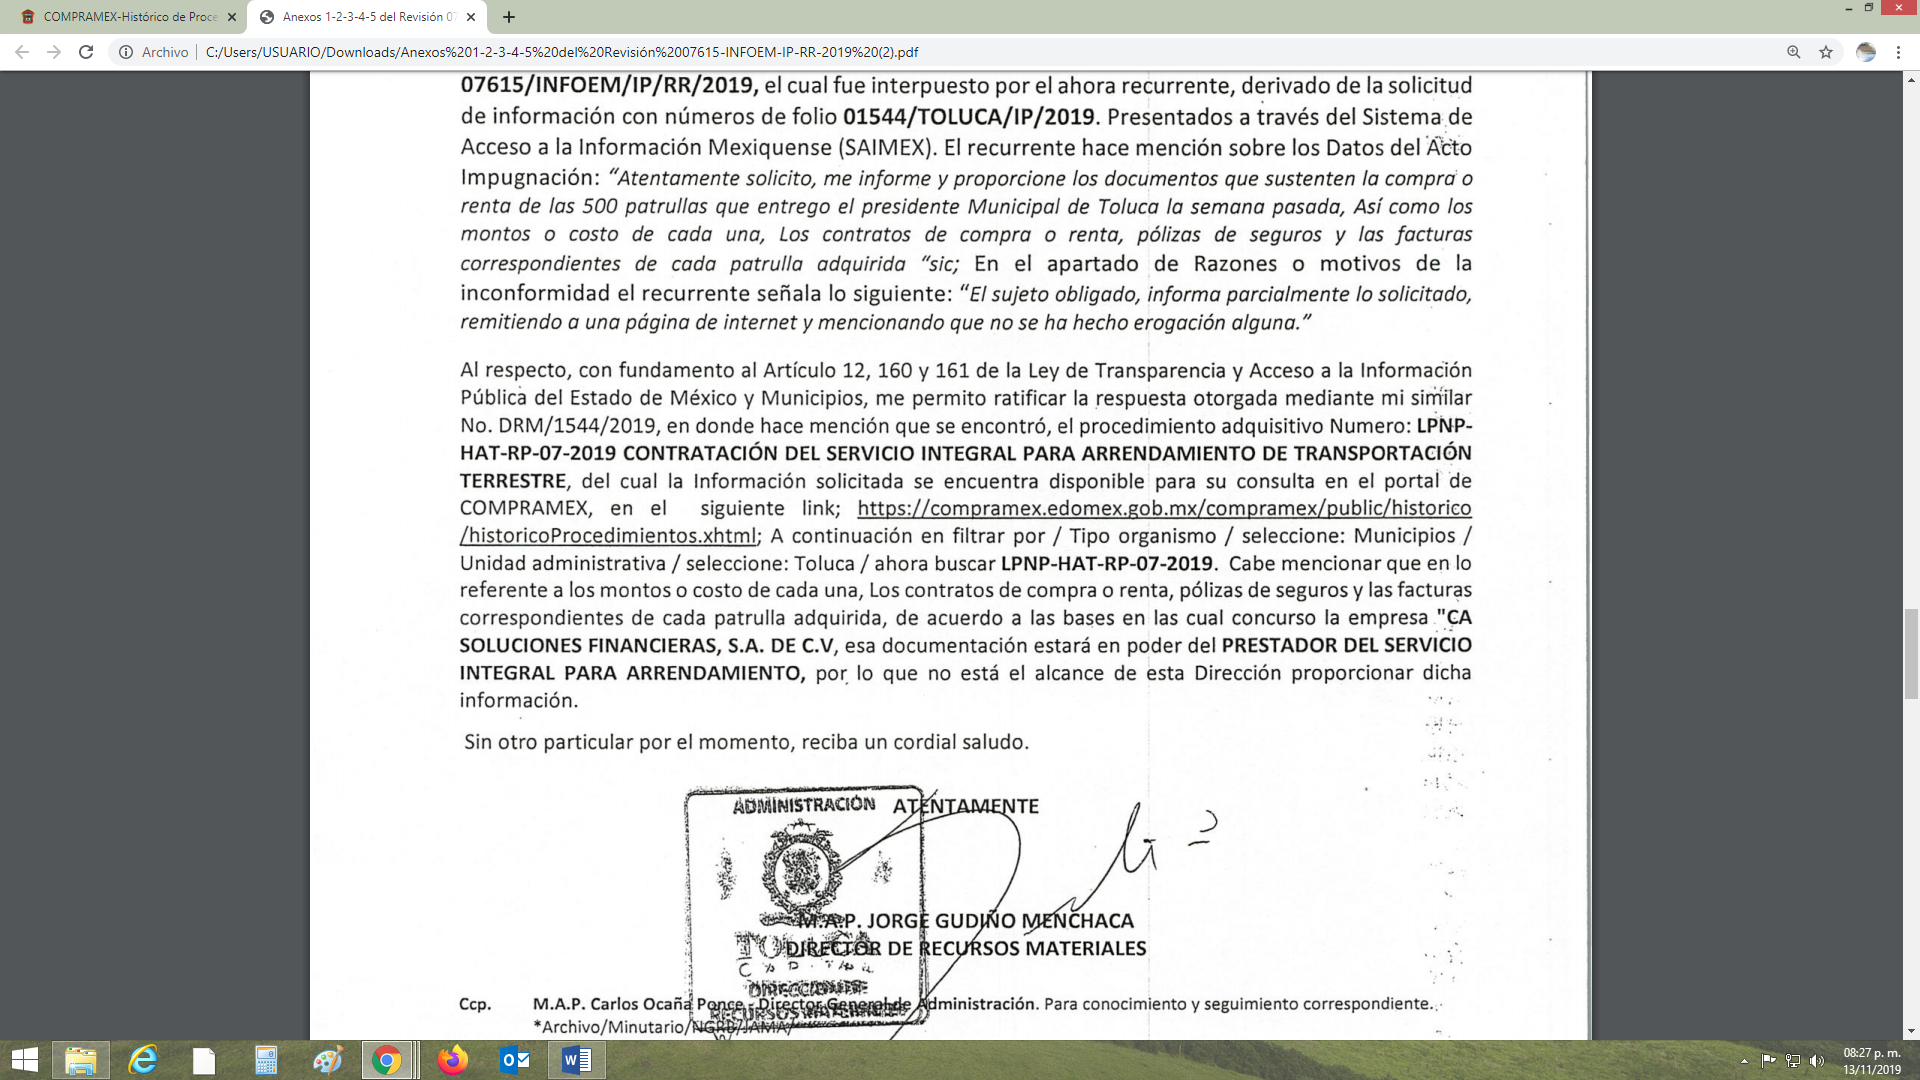 COMPRAMEX-Histórico de Proce
Anexos 1-2-3-4-5 del Revisión 07
Archivo
C:/Users/USUARIO/Downloads/Anexos%201-2-3-4-5%20del%20Revisión%2007615-INFOEM-IP-RR-2019%20(2).pdf
07615/INFOEM/IP/RR/2019, el cual fue interpuesto por el ahora recurrente, derivado de la solicitud
de información con números de folio 01544/TOLUCA/IP/2019. Presentados a través del Sistema de
Acceso a la Información Mexiquense (SAIMEX). El recurrente hace mención sobre los Datos del Acto
Impugnación: “Atentamente solicito, me informe y proporcione los documentos que sustenten la compra o
renta de las 500 patrullas que entrego el presidente Municipal de Toluca la semana pasada, Así como los
montos o costo de cada una, Los contratos de compra o renta, pólizas de seguros y las facturas
correspondientes de cada patrulla adquirida “sic; En el apartado de Razones o motivos de la
inconformidad el recurrente señala lo siguiente: “El sujeto obligado, informa parcialmente lo solicitado,
remitiendo a una página de internet y mencionando que no se ha hecho erogación alguna.”
Al respecto, con fundamento al Artículo 12, 160 y 161 de la Ley de Transparencia y Acceso a la Información
Pública del Estado de México y Municipios, me permito ratificar la respuesta otorgada mediante mi similar
No. DRM/1544/2019, en donde hace mención que se encontró, el procedimiento adquisitivo Numero: LPNP-
HAT-RP-07-2019 CONTRATACIÓN DEL SERVICIO INTEGRAL PARA ARRENDAMIENTO DE TRANSPORTACIÓN
TERRESTRE, del cual la Información solicitada se encuentra disponible para su consulta en el portal de
COMPRAMEX, en el siguiente link; https://compramex.edomex.gob.mx/compramex/public/historico
/historicoProcedimientos.xhtml; A continuación en filtrar por / Tipo organismo / seleccione: Municipios /
Unidad administrativa / seleccione: Toluca / ahora buscar LPNP-HAT-RP-07-2019. Cabe mencionar que en lo
referente a los montos o costo de cada una, Los contratos de compra o renta, pólizas de seguros y las facturas
correspondientes de cada patrulla adquirida, de acuerdo a las bases en las cual concurso la empresa "CA
SOLUCIONES FINANCIERAS, S.A. DE C.V, esa documentación estará en poder del PRESTADOR DEL SERVICIO
INTEGRAL PARA ARRENDAMIENTO, por lo que no está el alcance de esta Dirección proporcionar dicha
información.
Sin otro particular por el momento, reciba un cordial saludo.
ADMINISTRACIÓN
ATENTAMENTE
M.A.P. JORGE GUDIÑO MENCHACA
TOLUCA
DIRECTOR DE RECURSOS MATERIALES
DIRECCIÓN DE
RECURSOS MATERIALES
Ccp. M.A.P. Carlos Ocaña Ponce - Director General de Administración. Para conocimiento y seguimiento correspondiente.
*Archivo/Minutario/NGRB/JAMA/
08:27 p. m.
13/11/2019